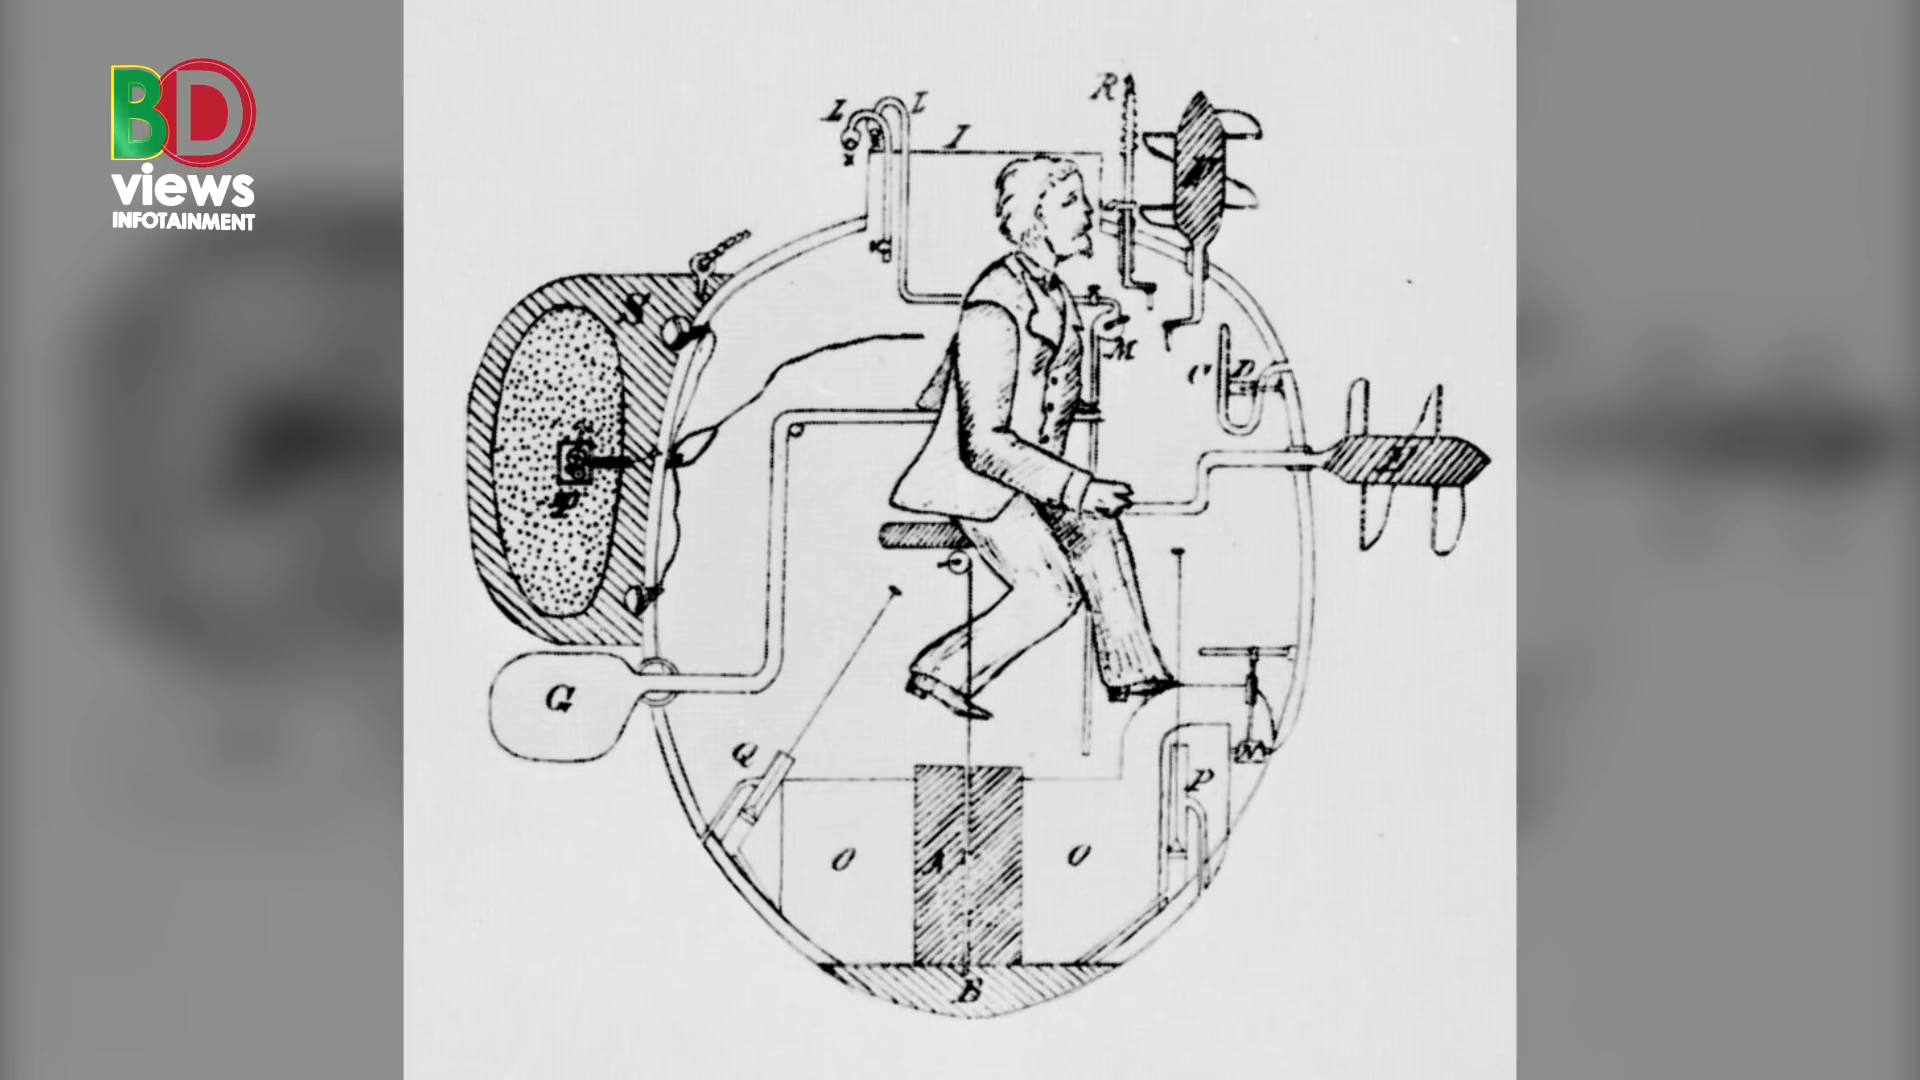 BD
views
INFOTAINMENT
L L I R
S
M
C D
G
Q
P
O A O
B